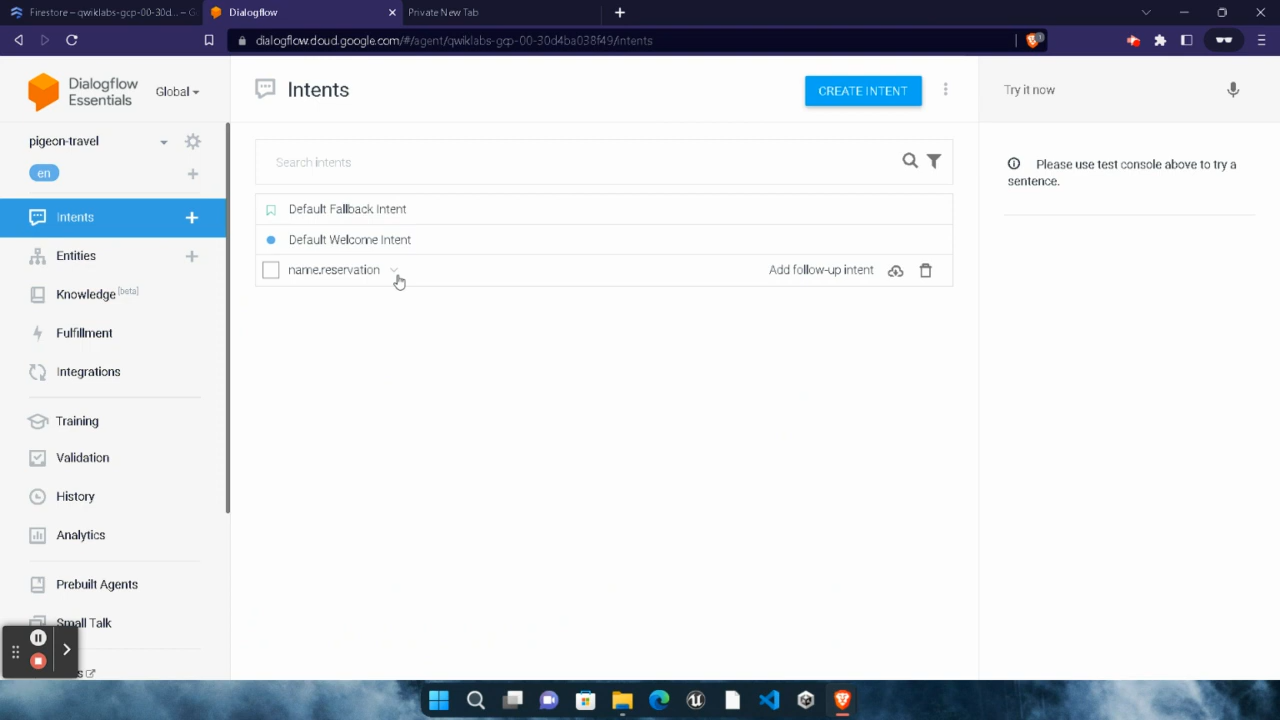 Firestore – qwiklabs-gcp-00-30d... – G
Dialogflow
Private New Tab
dialogflow.cloud.google.com/#/agent/qwiklabs-gcp-00-30d4ba038f49/intents
Dialogflow
Essentials
Global
Intents
CREATE INTENT
Try it now
pigeon-travel
en
Search intents
Please use test console above to try a
sentence.
Intents
Default Fallback Intent
Default Welcome Intent
Entities
name.reservation
Add follow-up intent
Knowledge [beta]
Fulfillment
Integrations
Training
Validation
History
Analytics
Prebuilt Agents
Small Talk